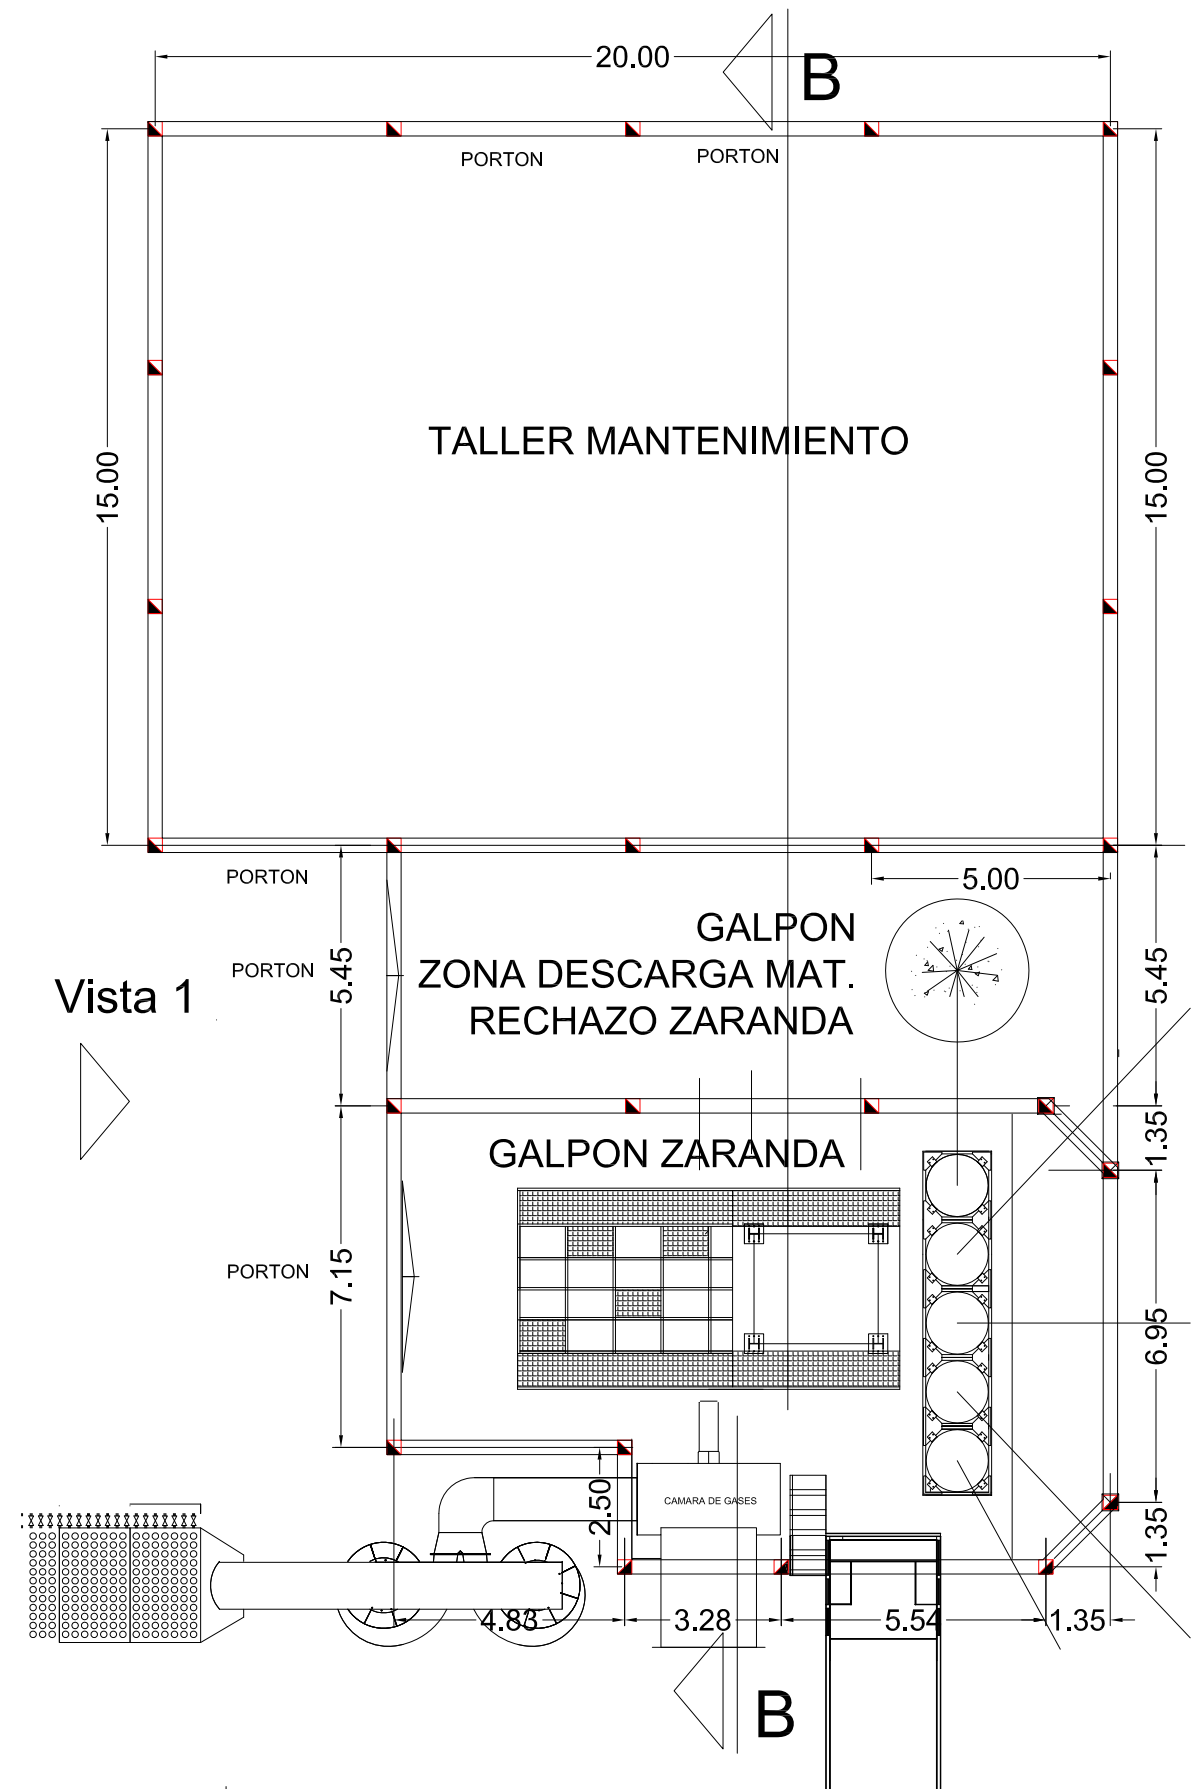 20.00
B
PORTON
PORTON
15.00
TALLER MANTENIMIENTO
15.00
PORTON
5.00
GALPON
PORTON
5.45
ZONA DESCARGA MAT.
5.45
Vista 1
RECHAZO ZARANDA
GALPON ZARANDA
1.35
PORTON
7.15
H
H
H
H
6.95
CAMARA DE GASES
2.50
1.35
4.83
3.28
5.54
1.35
B